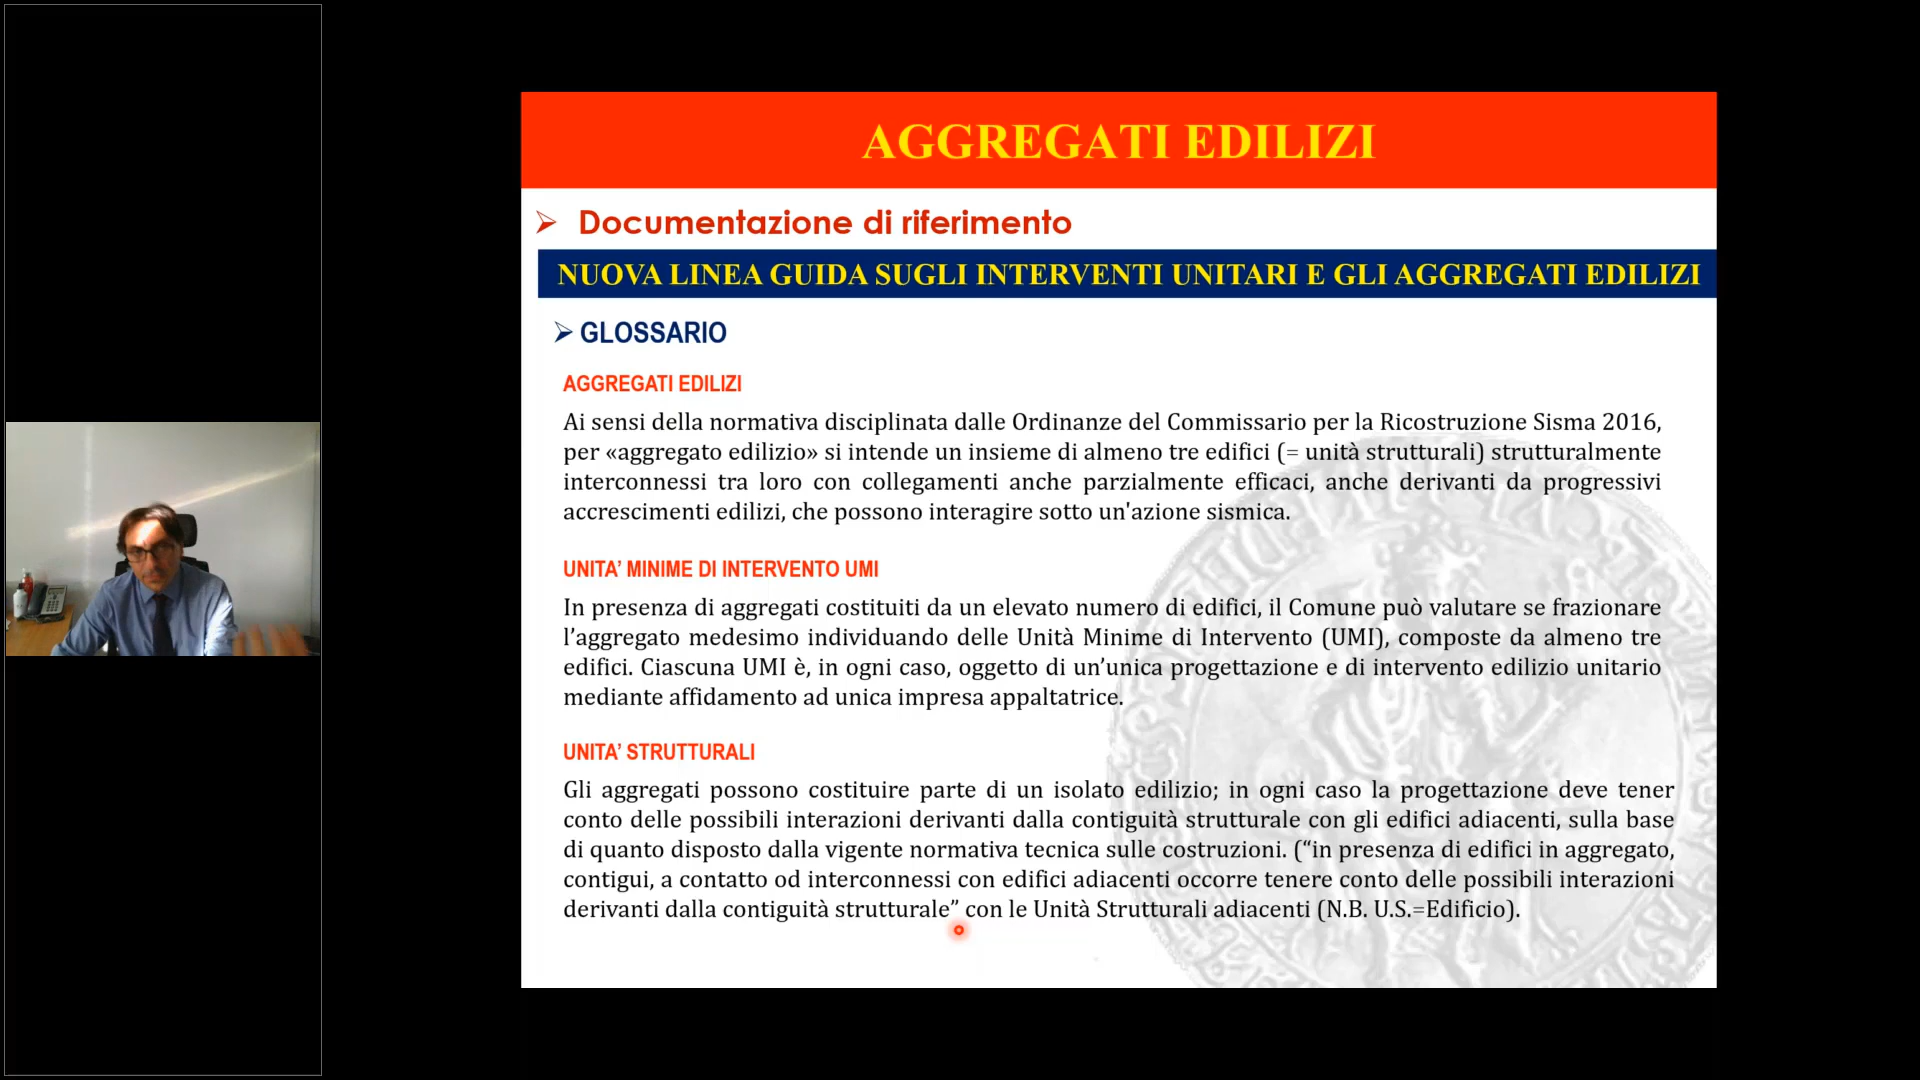 AGGREGATI EDILIZI
Documentazione di riferimento
NUOVA LINEA GUIDA SUGLI INTERVENTI UNITARI E GLI AGGREGATI EDILIZI
GLOSSARIO
AGGREGATI EDILIZI
Ai sensi della normativa disciplinata dalle Ordinanze del Commissario per la Ricostruzione Sisma 2016,
per «aggregato edilizio» si intende un insieme di almeno tre edifici (= unità strutturali) strutturalmente
interconnessi tra loro con collegamenti anche parzialmente efficaci, anche derivanti da progressivi
accrescimenti edilizi, che possono interagire sotto un'azione sismica.
UNITA’ MINIME DI INTERVENTO UMI
In presenza di aggregati costituiti da un elevato numero di edifici, il Comune può valutare se frazionare
l’aggregato medesimo individuando delle Unità Minime di Intervento (UMI), composte da almeno tre
edifici. Ciascuna UMI è, in ogni caso, oggetto di un’unica progettazione e di intervento edilizio unitario
mediante affidamento ad unica impresa appaltatrice.
UNITA’ STRUTTURALI
Gli aggregati possono costituire parte di un isolato edilizio; in ogni caso la progettazione deve tener
conto delle possibili interazioni derivanti dalla contiguità strutturale con gli edifici adiacenti, sulla base
di quanto disposto dalla vigente normativa tecnica sulle costruzioni. (“in presenza di edifici in aggregato,
contigui, a contatto od interconnessi con edifici adiacenti occorre tenere conto delle possibili interazioni
derivanti dalla contiguità strutturale” con le Unità Strutturali adiacenti (N.B. U.S.=Edificio).